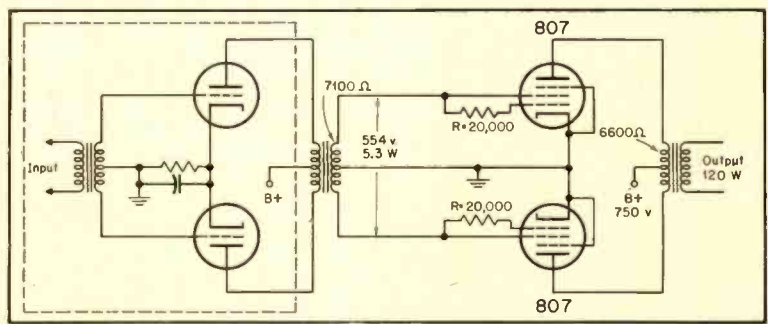 807
7100 Ω
R=20,000
554 v.
5.3 W
6600Ω
Input
B+
B+
750 v
Output
120 W
R=20,000
807